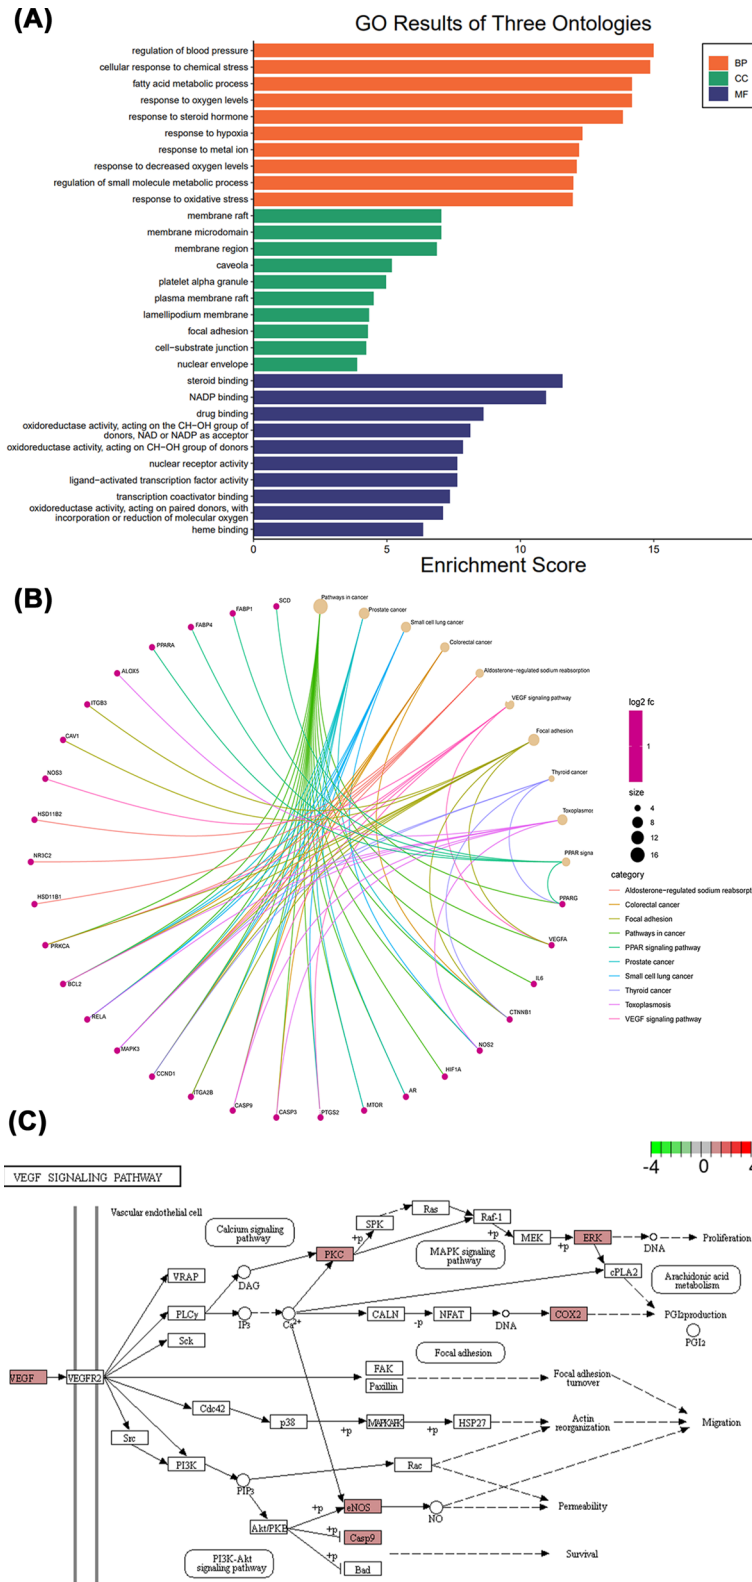 (A)
GO Results of Three Ontologies
regulation of blood pressure
cellular response to chemical stress
fatty acid metabolic process
response to oxygen levels
response to steroid hormone
response to hypoxia
response to metal ion
response to decreased oxygen levels
regulation of small molecule metabolic process
response to oxidative stress
membrane raft
membrane microdomain
membrane region
caveola
platelet alpha granule
plasma membrane raft
lamellipodium membrane
focal adhesion
cell−substrate junction
nuclear envelope
steroid binding
NADP binding
drug binding
oxidoreductase activity, acting on the CH−OH group of
donors, NAD or NADP as acceptor
oxidoreductase activity, acting on CH−OH group of donors
nuclear receptor activity
ligand−activated transcription factor activity
transcription coactivator binding
oxidoreductase activity, acting on paired donors, with
incorporation or reduction of molecular oxygen
heme binding
BP
CC
MF
0 5 10 15
Enrichment Score
(B)
SCD
FABP1
FABP4
PPARA
ALOX5
ITGB3
CAV1
NOS3
HSD11B2
NR3C2
HSD11B1
PRKCA
BCL2
RELA
MAPK3
CCND1
ITGA2B
CASP9
CASP3
PTGS2
MTOR
AR
HIF1A
NOS2
CTNNB1
IL6
VEGFA
PPARG
PPAR signa
Toxoplasmos
Thyroid cancer
Focal adhesion
VEGF signaling pathway
Aldosterone−regulated sodium reabsorption
Colorectal cancer
Small cell lung cancer
Prostate cancer
Pathways in cancer
log2 fc
1
size
4
8
12
16
category
Aldosterone−regulated sodium reabsorpt
Colorectal cancer
Focal adhesion
Pathways in cancer
PPAR signaling pathway
Prostate cancer
Small cell lung cancer
Thyroid cancer
Toxoplasmosis
VEGF signaling pathway
(C)
-4 0 4
VEGF SIGNALING PATHWAY
Vascular endothelial cell
Calcium signaling
pathway
SPK
Ras
Raf-1
+p
PKC
+p
MEK
+p
ERK
DNA
Proliferation
MAPK signaling
pathway
VRAP
DAG
cPLA2
Arachidonic acid
metabolism
PLCγ
IP3
Ca2+
CALN
-p
NFAT
DNA
COX2
PGI2production
PGI2
Sck
Focal adhesion
VEGF
VEGFR2
FAK
Paxillin
Focal adhesion
turnover
Cdc42
p38
+p
MAPKAPK
+p
HSP27
Actin
reorganization
Migration
Src
PI3K
PIP3
Rac
+p
eNOS
NO
Permeability
Akt/PKB
+p
Casp9
+p
Bad
Survival
PI3K-Akt
signaling pathway